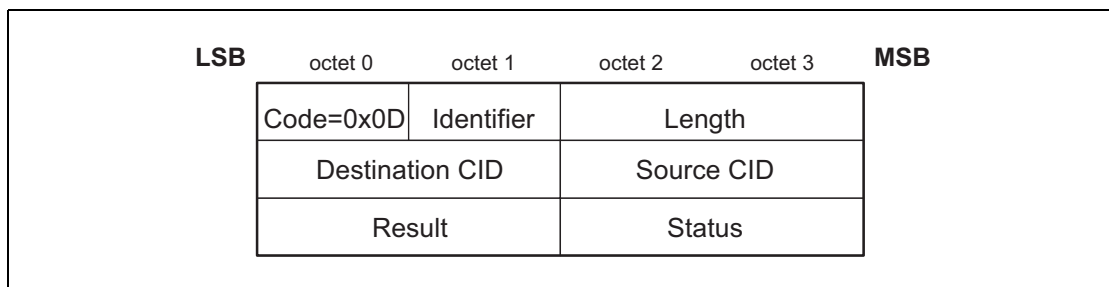 LSB octet 0 octet 1 octet 2 octet 3 MSB
Code=0x0D Identifier Length
Destination CID Source CID
Result Status